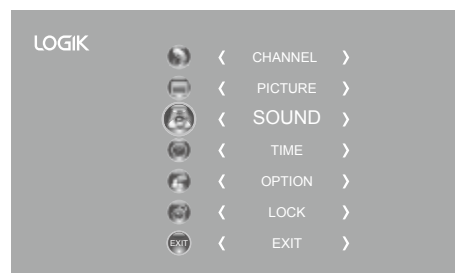 LOGIK
CHANNEL
PICTURE
SOUND
TIME
OPTION
LOCK
EXIT EXIT